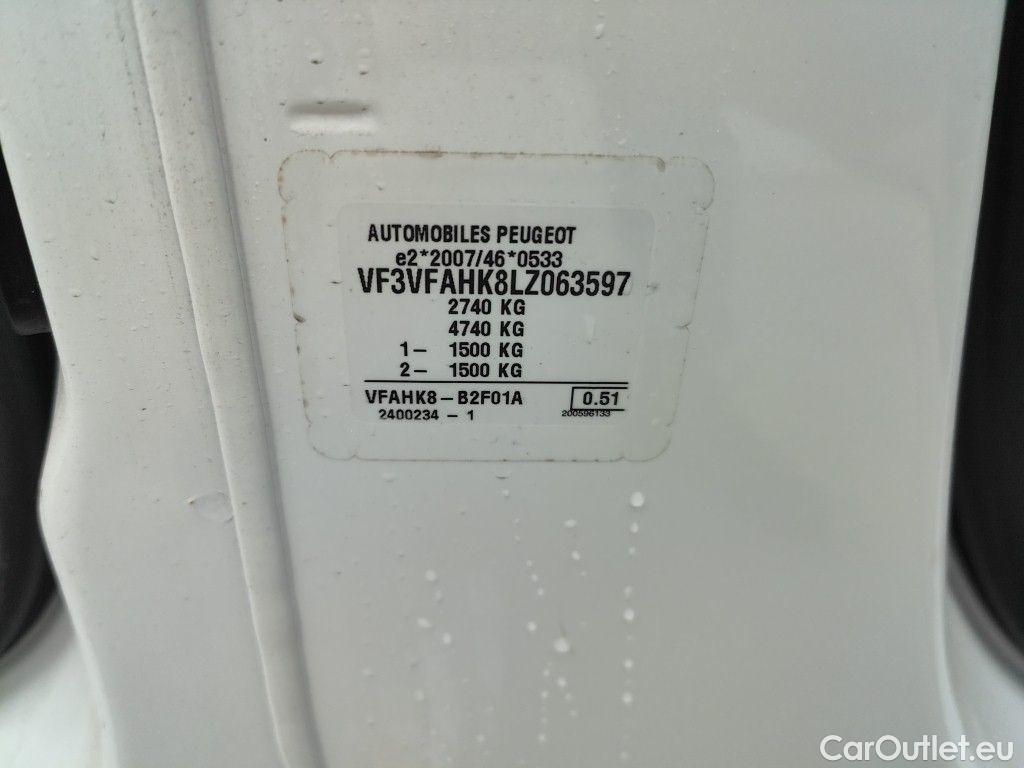 AUTOMOBILES PEUGEOT
e2*2007/46*0533
VF3VFAHK8LZ063597
2740 KG
4740 KG
1- 1500 KG
2- 1500 KG
VFAHK8-B2F01A 0.51
2400234 - 1 200596133
CarOutlet.eu